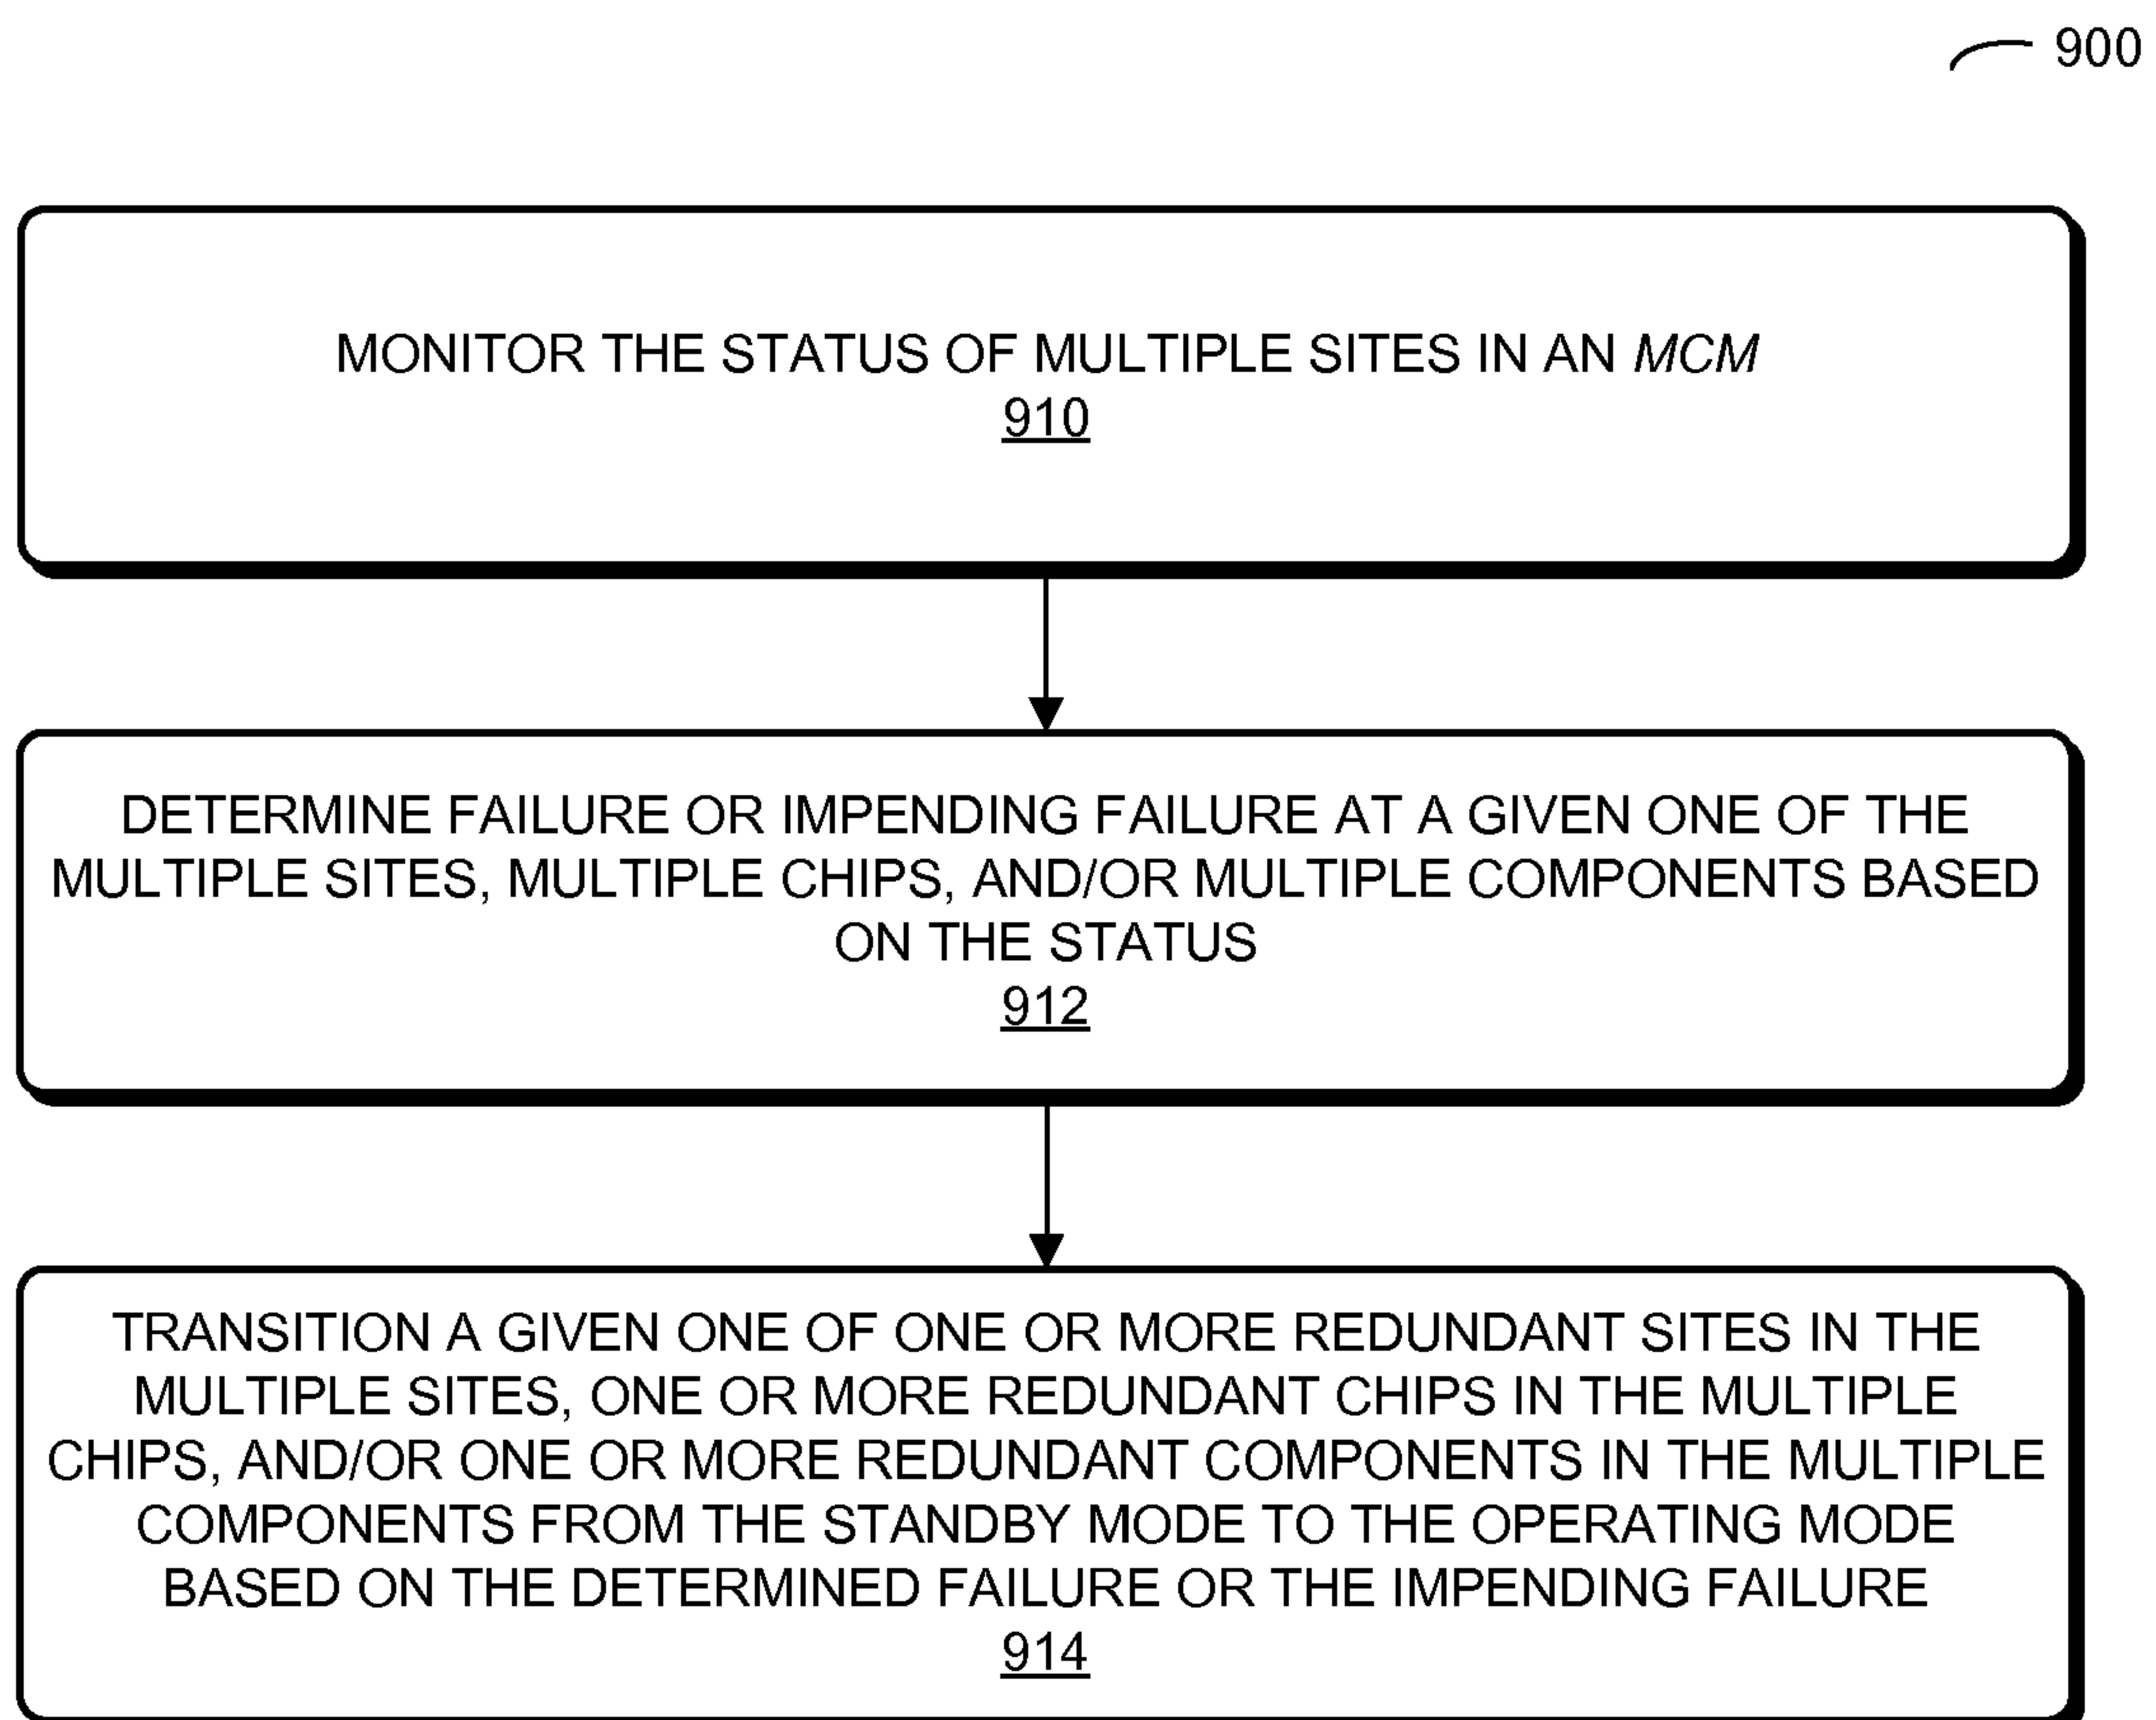 900
MONITOR THE STATUS OF MULTIPLE SITES IN AN MCM
910
DETERMINE FAILURE OR IMPENDING FAILURE AT A GIVEN ONE OF THE
MULTIPLE SITES, MULTIPLE CHIPS, AND/OR MULTIPLE COMPONENTS BASED
ON THE STATUS
912
TRANSITION A GIVEN ONE OF ONE OR MORE REDUNDANT SITES IN THE
MULTIPLE SITES, ONE OR MORE REDUNDANT CHIPS IN THE MULTIPLE
CHIPS, AND/OR ONE OR MORE REDUNDANT COMPONENTS IN THE MULTIPLE
COMPONENTS FROM THE STANDBY MODE TO THE OPERATING MODE
BASED ON THE DETERMINED FAILURE OR THE IMPENDING FAILURE
914